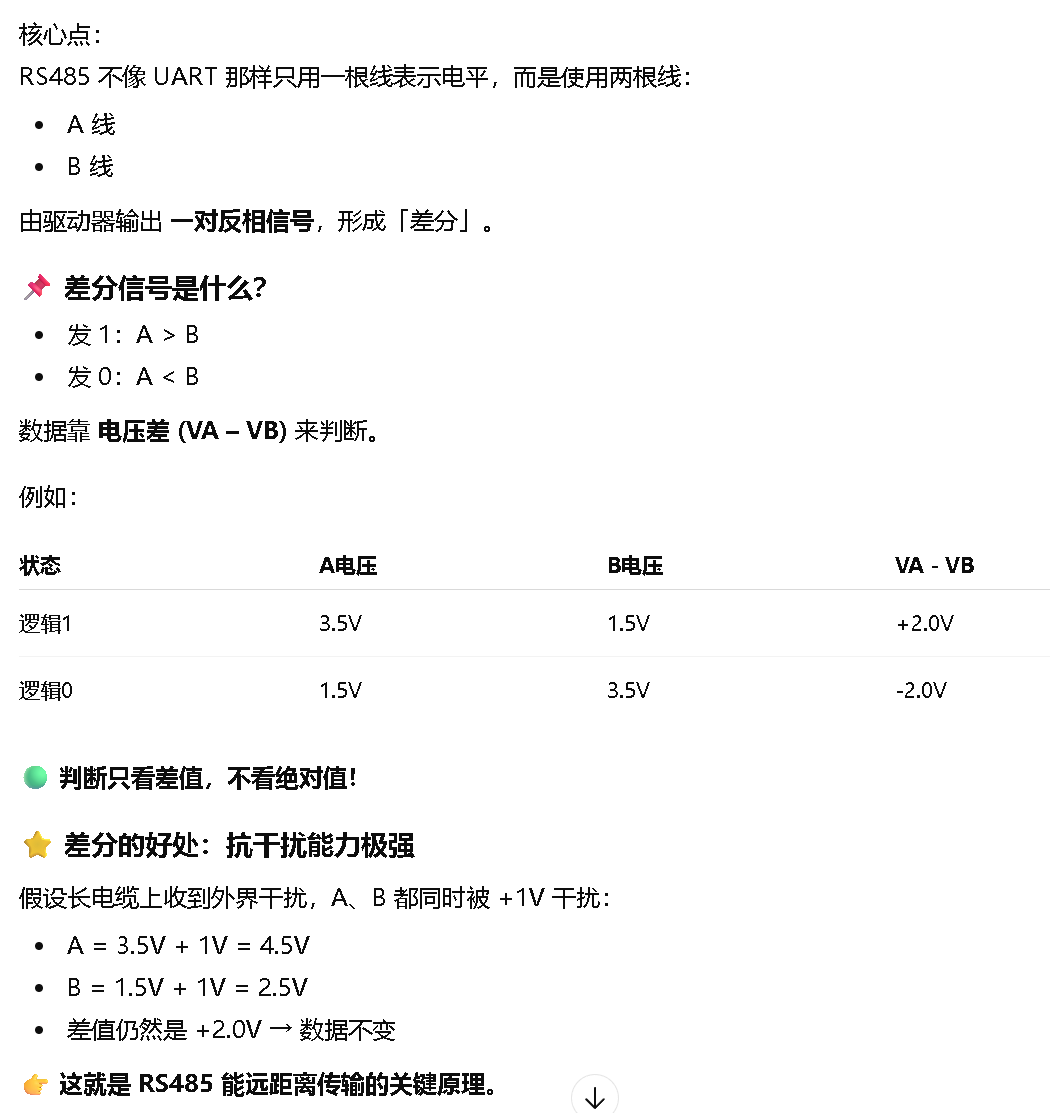 核心点：
RS485 不像 UART 那样只用一根线表示电平，而是使用两根线：
• A 线
• B 线
由驱动器输出 一对反相信号，形成「差分」。
📌 差分信号是什么？
• 发 1：A > B
• 发 0：A < B
数据靠 电压差 (VA – VB) 来判断。
例如：
状态 A电压 B电压 VA - VB
逻辑1 3.5V 1.5V +2.0V
逻辑0 1.5V 3.5V -2.0V
🟢 判断只看差值，不看绝对值！
⭐ 差分的好处：抗干扰能力极强
假设长电缆上收到外界干扰，A、B 都同时被 +1V 干扰：
• A = 3.5V + 1V = 4.5V
• B = 1.5V + 1V = 2.5V
• 差值仍然是 +2.0V → 数据不变
👉 这就是 RS485 能远距离传输的关键原理。